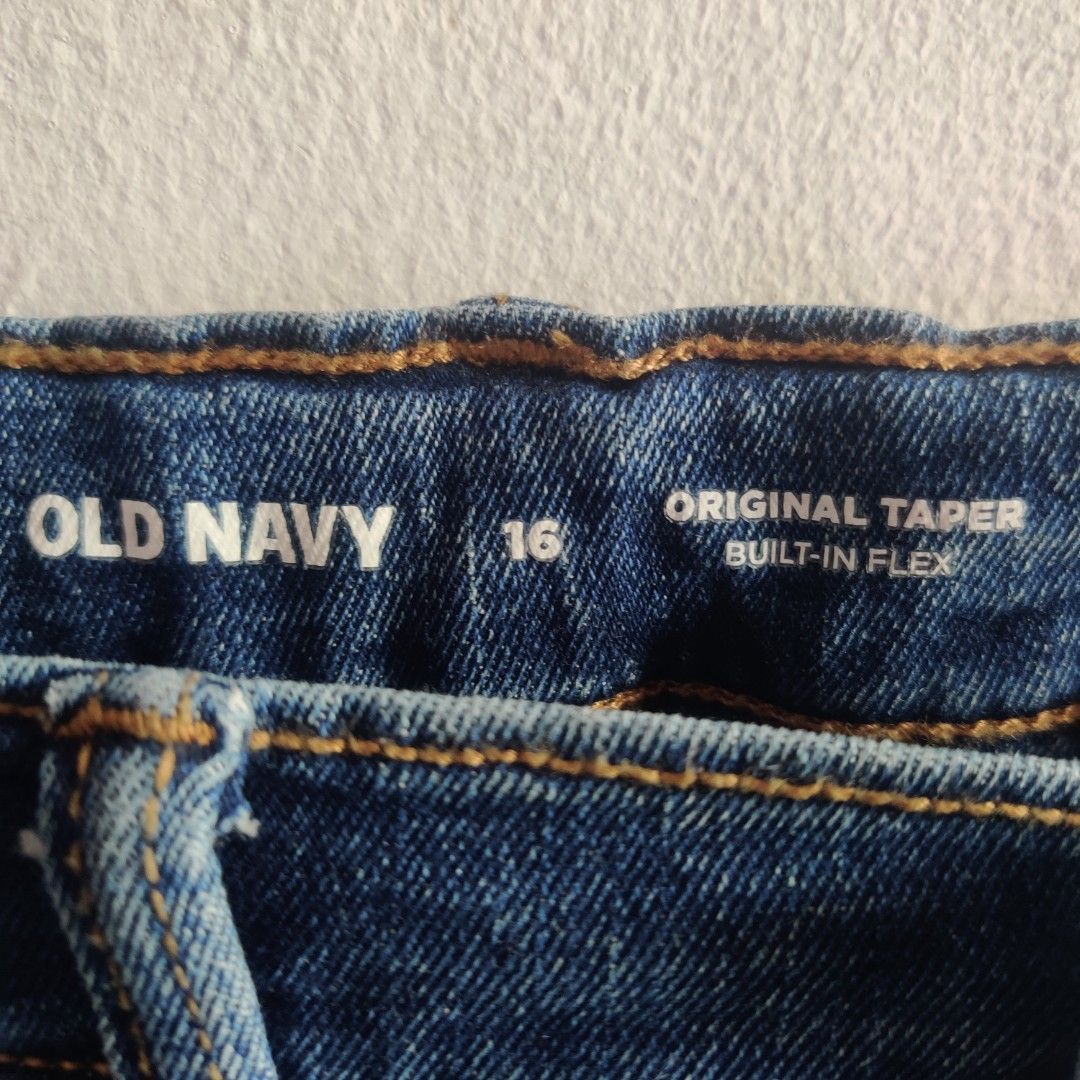 OLD NAVY 16 ORIGINAL TAPER
BUILT-IN FLEX